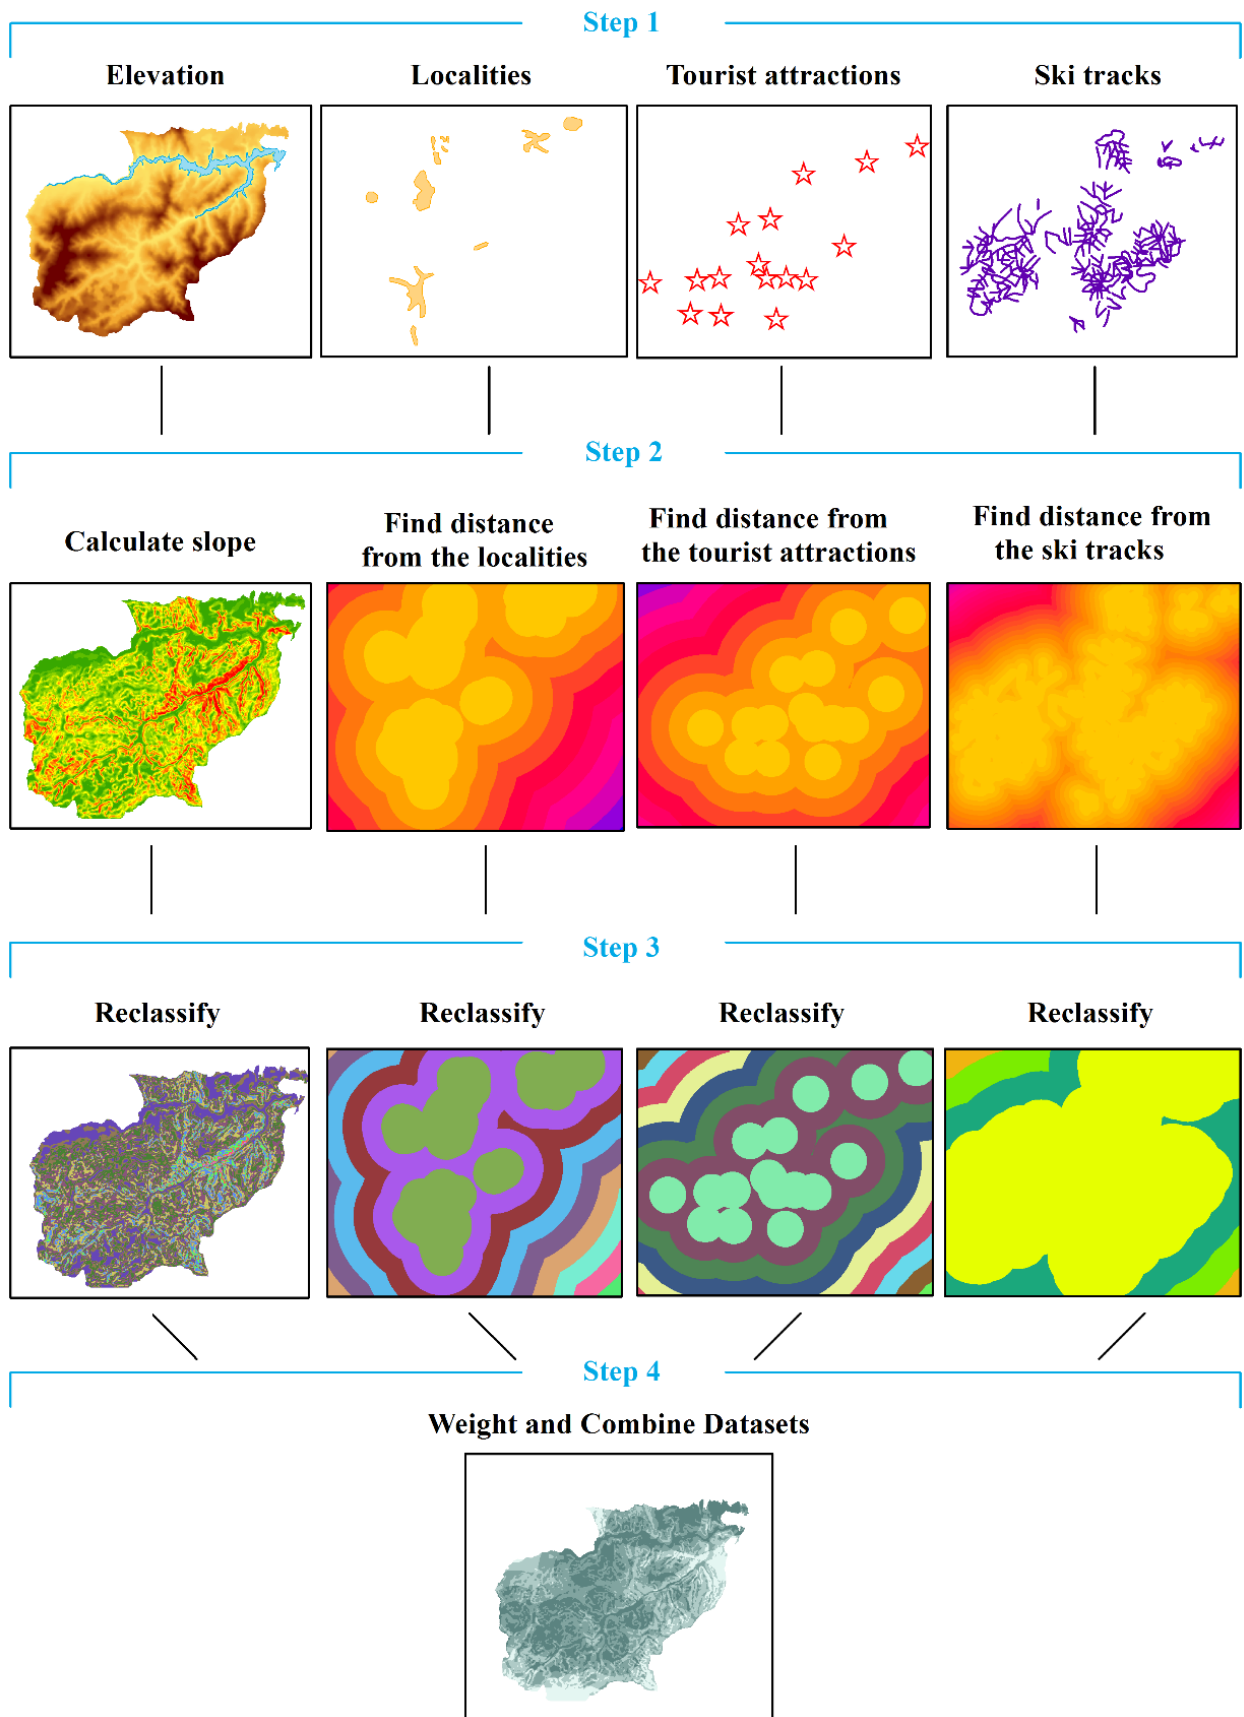 Step 1
Elevation
Localities
Tourist attractions
Ski tracks
Step 2
Calculate slope
Find distance
from the localities
Find distance from
the tourist attractions
Find distance from
the ski tracks
Step 3
Reclassify
Reclassify
Reclassify
Reclassify
Step 4
Weight and Combine Datasets